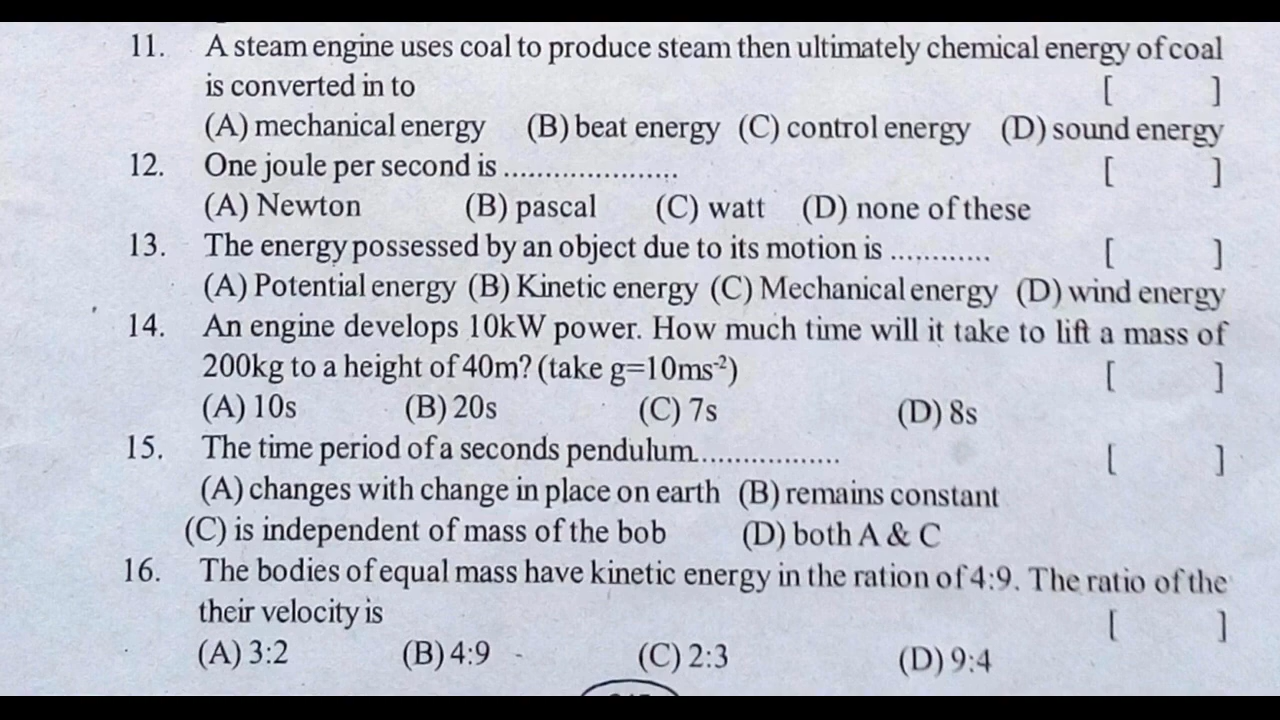 11. A steam engine uses coal to produce steam then ultimately chemical energy of coal
is converted in to [ ]
(A) mechanical energy (B) beat energy (C) control energy (D) sound energy
12. One joule per second is ..................... [ ]
(A) Newton (B) pascal (C) watt (D) none of these
13. The energy possessed by an object due to its motion is ............ [ ]
(A) Potential energy (B) Kinetic energy (C) Mechanical energy (D) wind energy
14. An engine develops 10kW power. How much time will it take to lift a mass of
200kg to a height of 40m? (take g=10ms⁻²) [ ]
(A) 10s (B) 20s (C) 7s (D) 8s
15. The time period of a seconds pendulum.................. [ ]
(A) changes with change in place on earth (B) remains constant
(C) is independent of mass of the bob (D) both A & C
16. The bodies of equal mass have kinetic energy in the ration of 4:9. The ratio of the
their velocity is [ ]
(A) 3:2 (B) 4:9 (C) 2:3 (D) 9:4